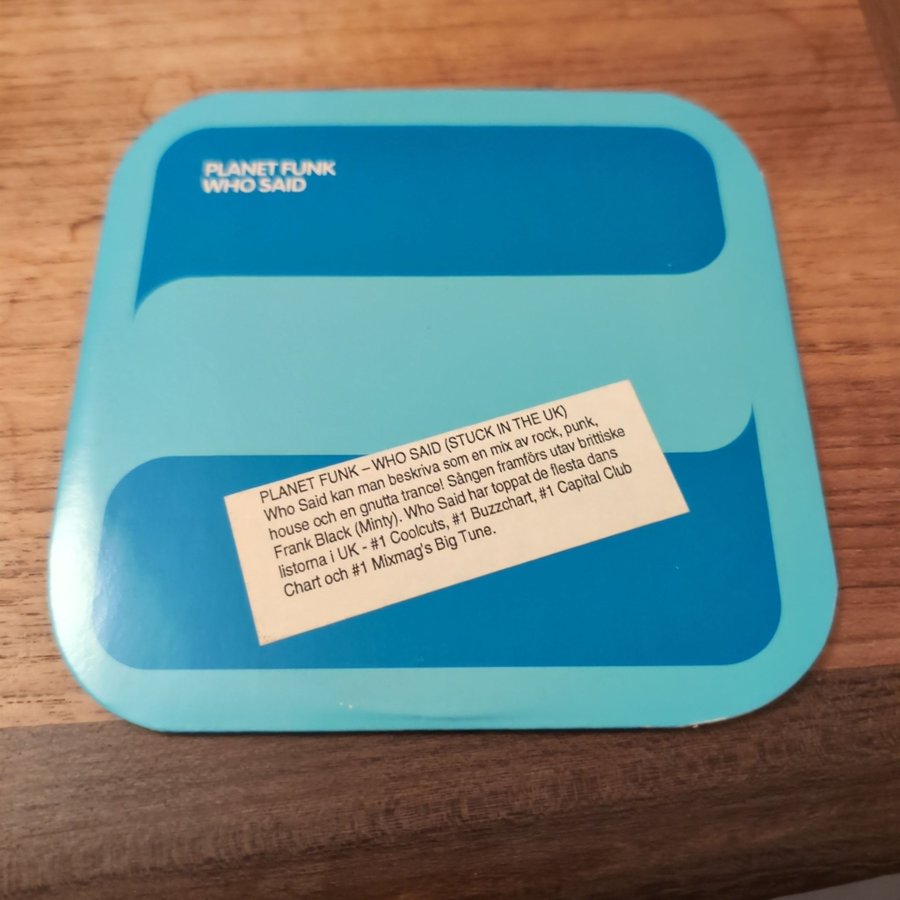 PLANET FUNK
WHO SAID
PLANET FUNK – WHO SAID (STUCK IN THE UK)
Who Said kan man beskriva som en mix av rock, punk,
house och en gnutta trance! Sången framförs utav brittiske
Frank Black (Minty). Who Said har toppat de flesta dans
listorna i UK - #1 Coolcuts, #1 Buzzchart, #1 Capital Club
Chart och #1 Mixmag's Big Tune.